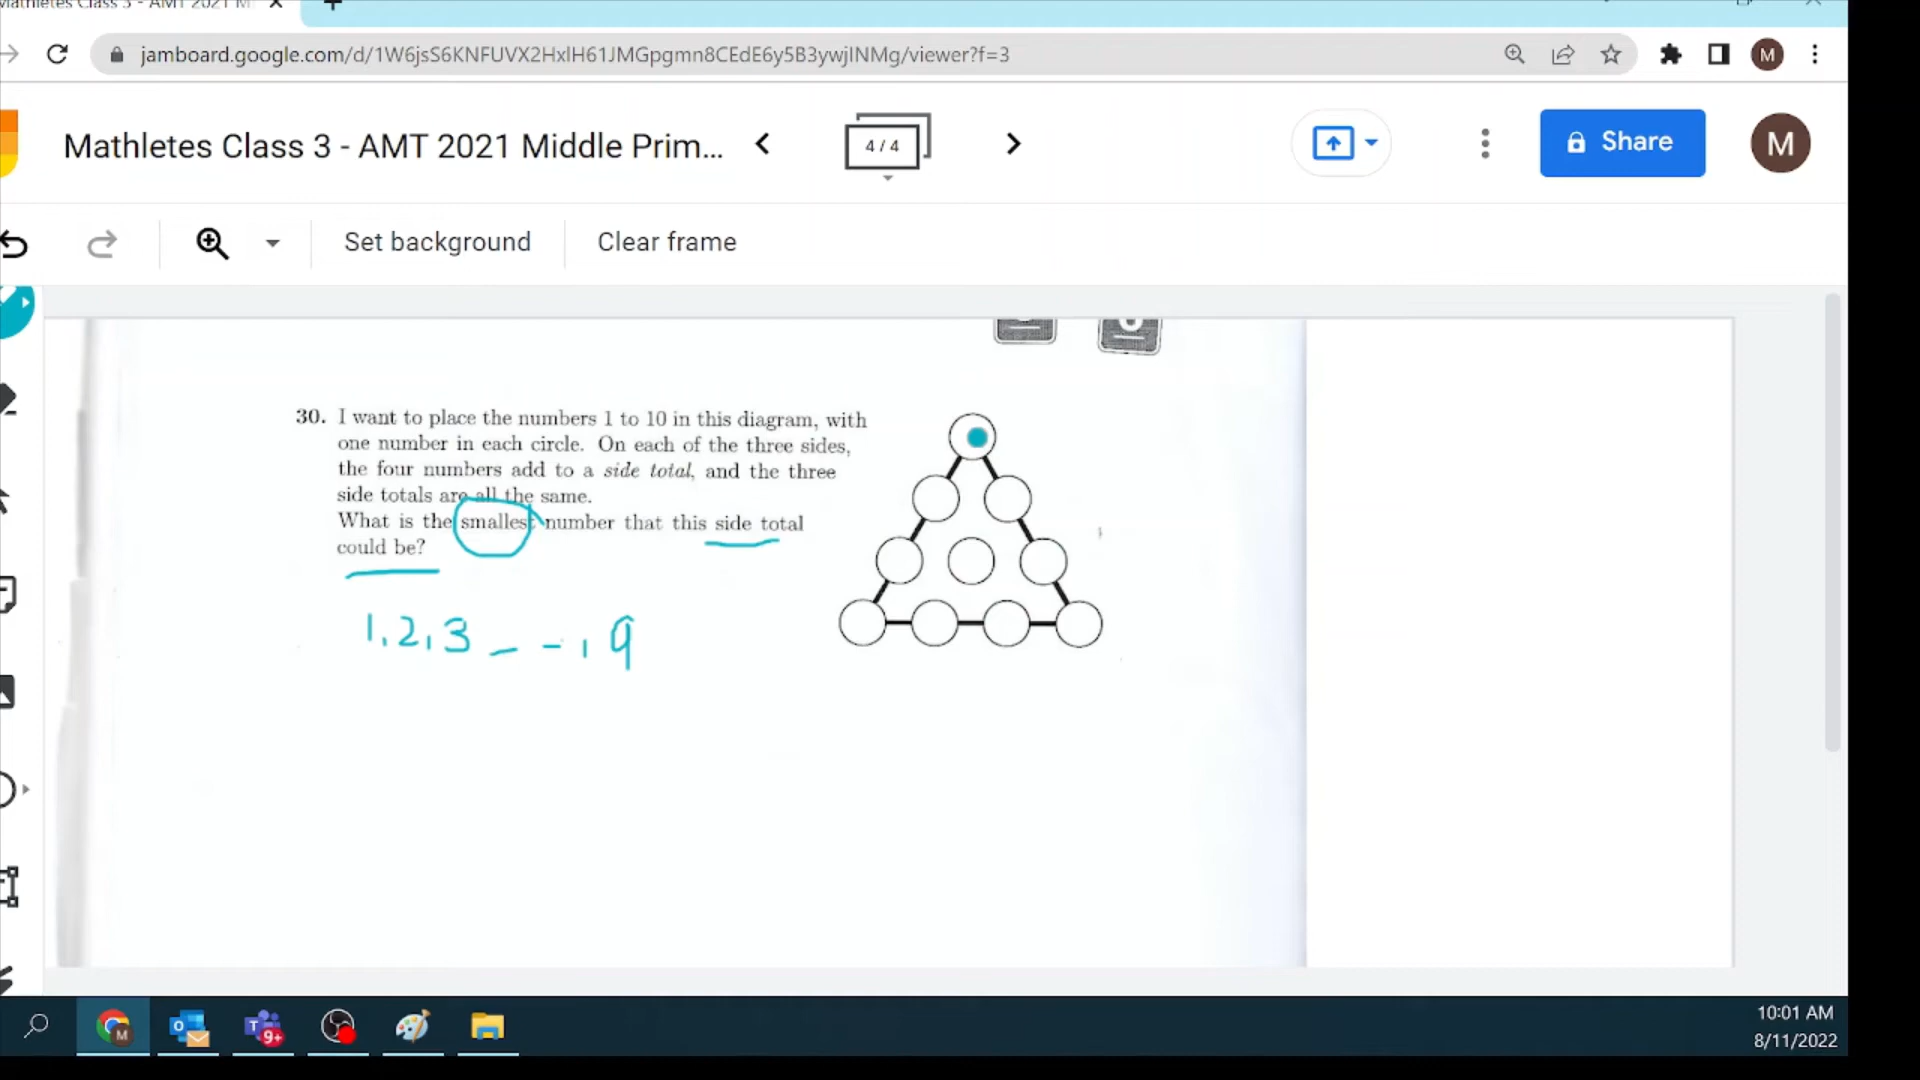 jamboard.google.com/d/1W6jsS6KNFUVX2HxlH61JMGpgmn8CEdE6y5B3ywjINMg/viewer?f=3
M
Mathletes Class 3 - AMT 2021 Middle Prim...
4 / 4
Share
M
Set background
Clear frame
30. I want to place the numbers 1 to 10 in this diagram, with
one number in each circle. On each of the three sides,
the four numbers add to a side total, and the three
side totals are all the same.
What is the smallest number that this side total
could be?
1, 2, 3 _ - , 9
10:01 AM
8/11/2022
9+